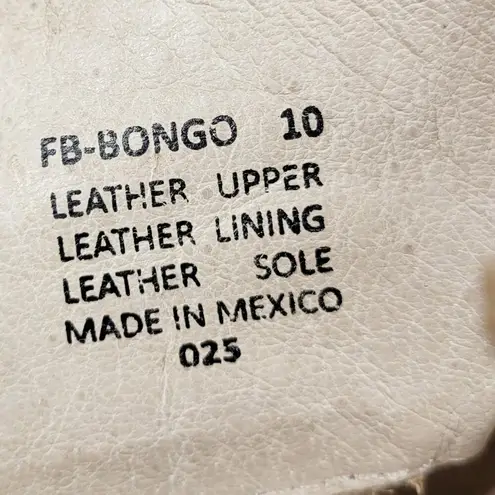 FB-BONGO 10
LEATHER UPPER
LEATHER LINING
LEATHER SOLE
MADE IN MEXICO
025